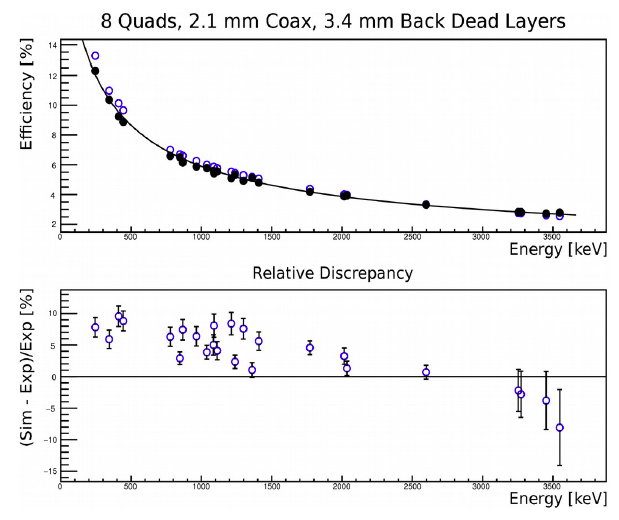 8 Quads, 2.1 mm Coax, 3.4 mm Back Dead Layers
Efficiency [%]
14
12
10
8
6
4
2
0 500 1000 1500 2000 2500 3000 3500
Energy [keV]
Relative Discrepancy
(Sim - Exp)/Exp [%]
10
5
0
−5
−10
−15
0 500 1000 1500 2000 2500 3000 3500
Energy [keV]